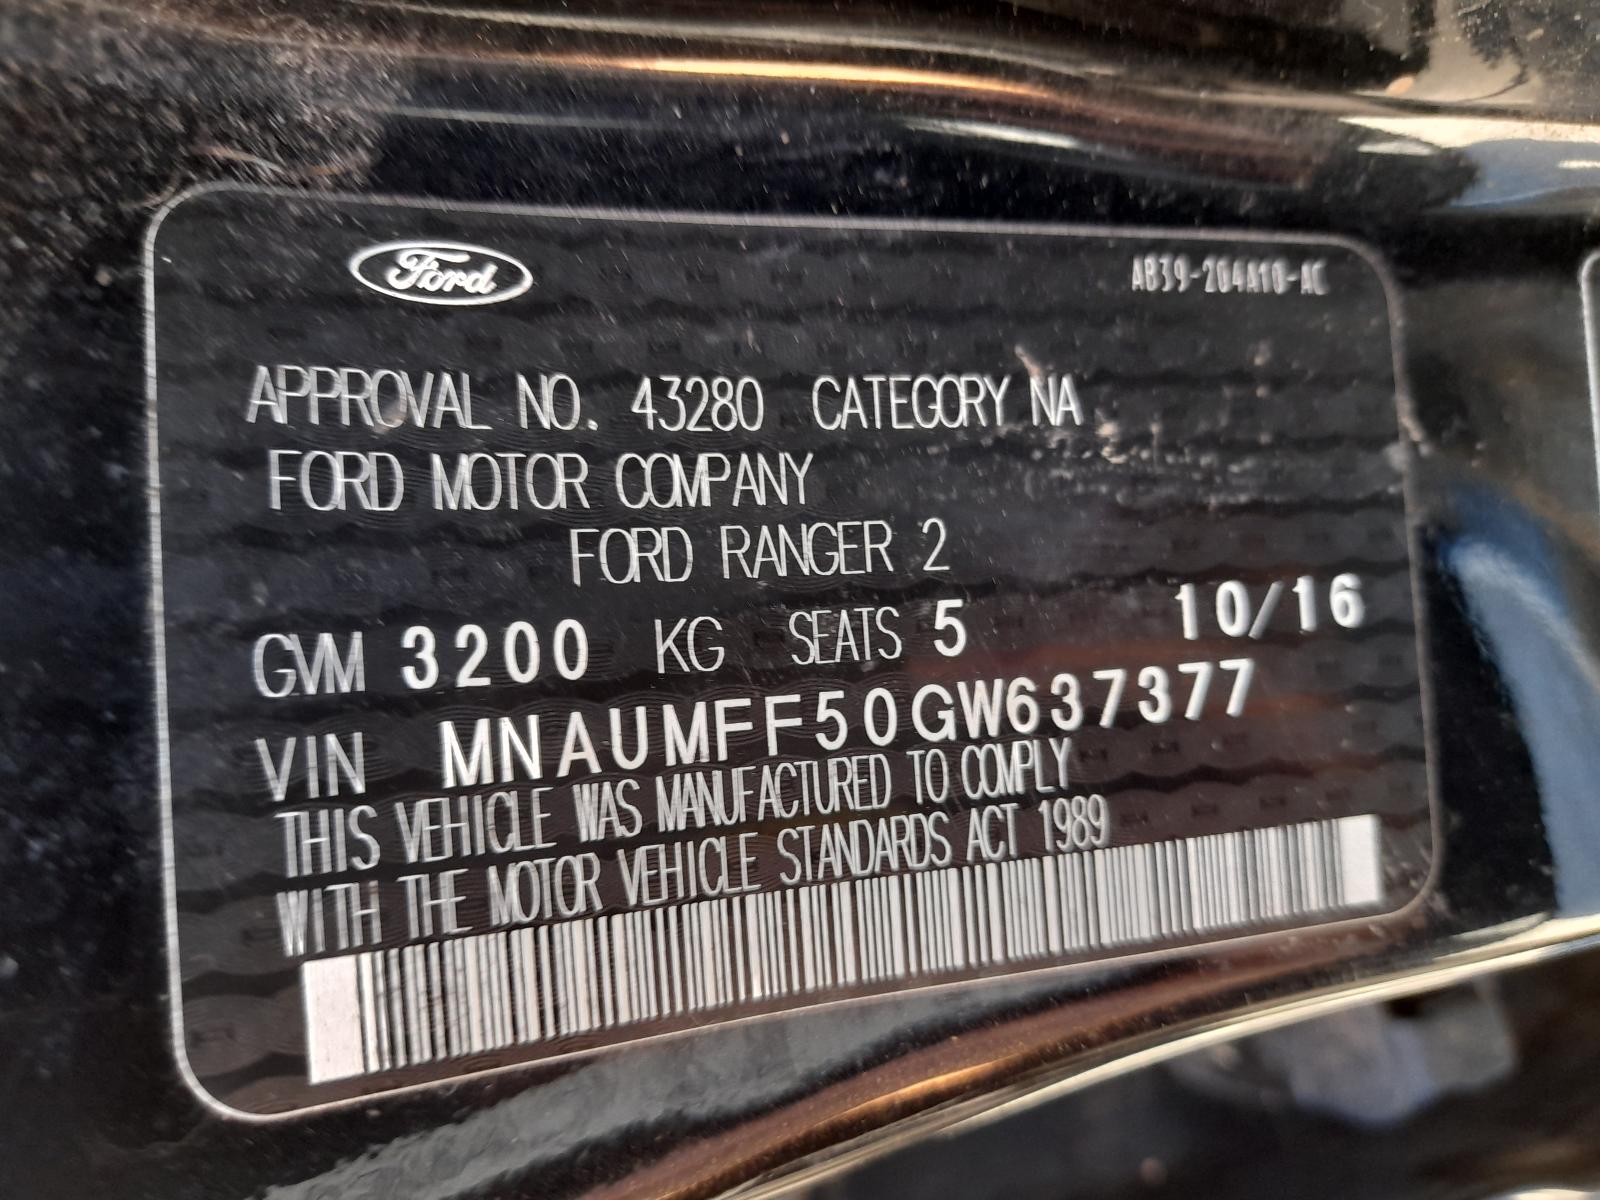 Ford
AB39-204A10-AC
APPROVAL NO. 43280 CATEGORY NA
FORD MOTOR COMPANY
FORD RANGER 2
GVM 3200 KG SEATS 5 10/16
VIN MNAUMFF50GW637377
THIS VEHICLE WAS MANUFACTURED TO COMPLY
WITH THE MOTOR VEHICLE STANDARDS ACT 1989